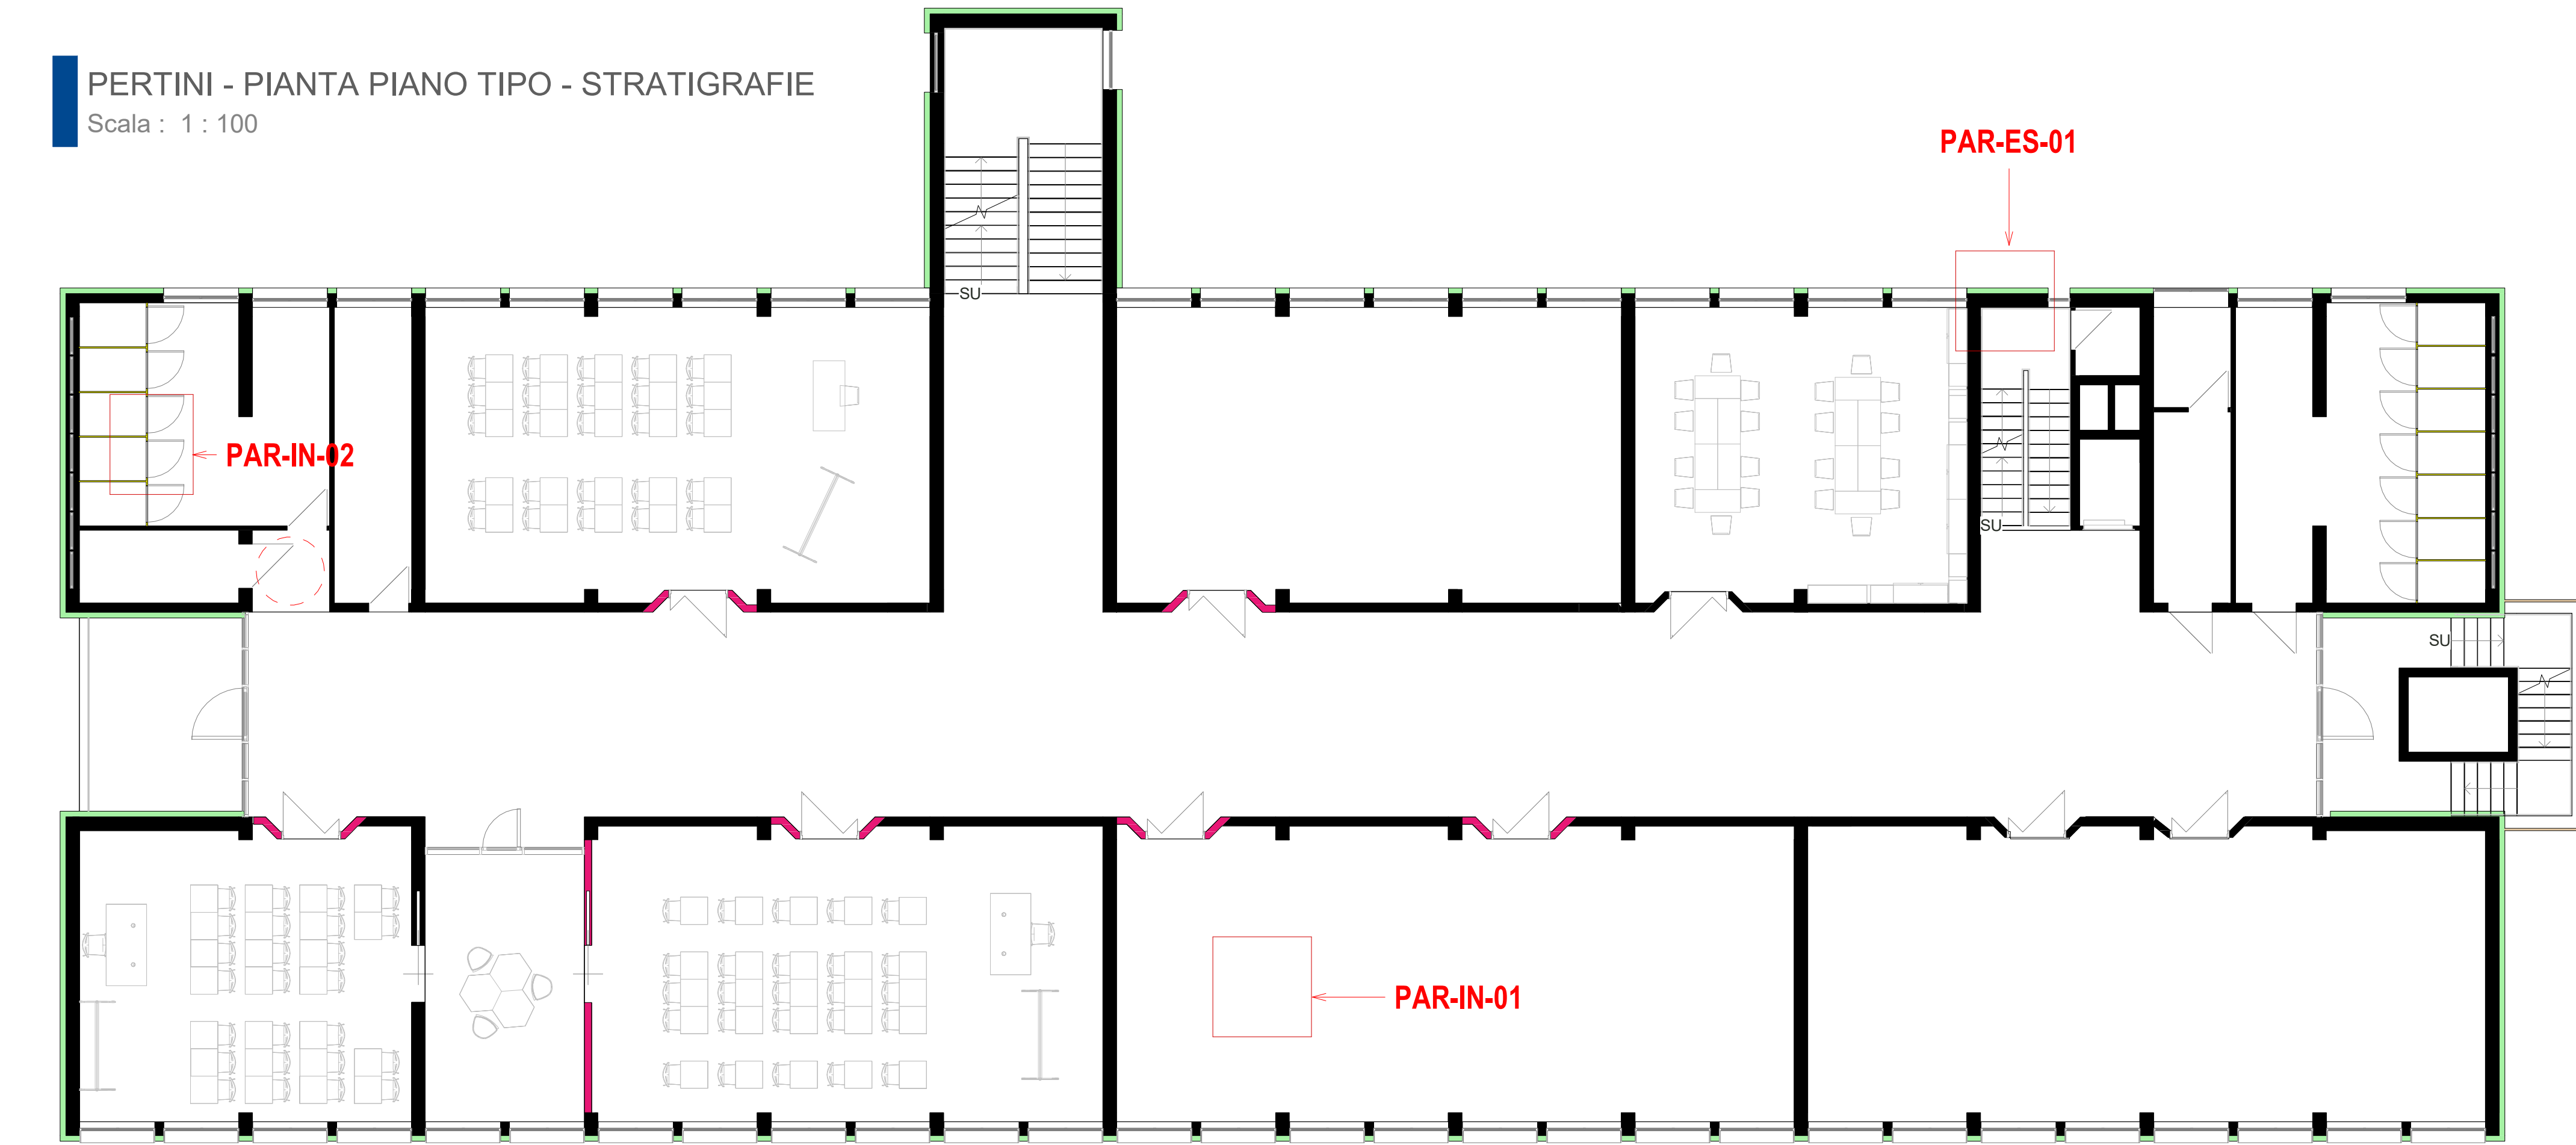 PERTINI - PIANTA PIANO TIPO - STRATIGRAFIE
Scala : 1 : 100
PAR-ES-01
SU
PAR-IN-02
SU
SU
PAR-IN-01